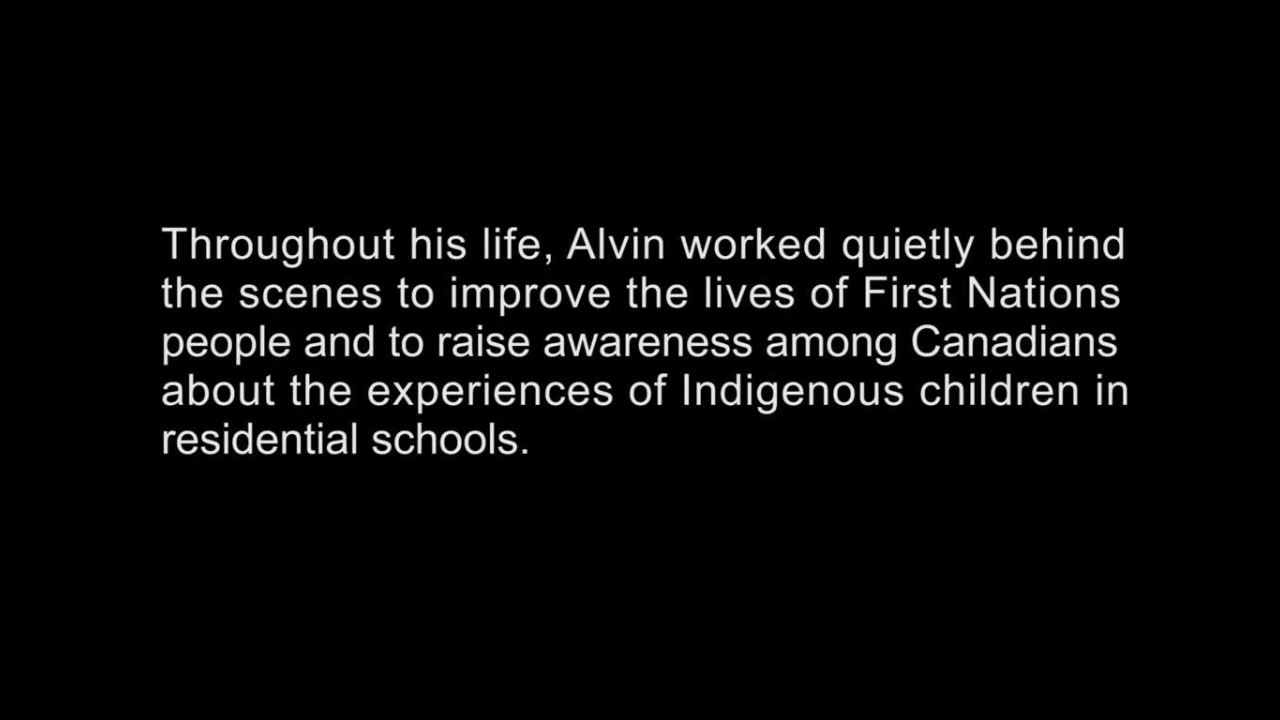 Throughout his life, Alvin worked quietly behind
the scenes to improve the lives of First Nations
people and to raise awareness among Canadians
about the experiences of Indigenous children in
residential schools.